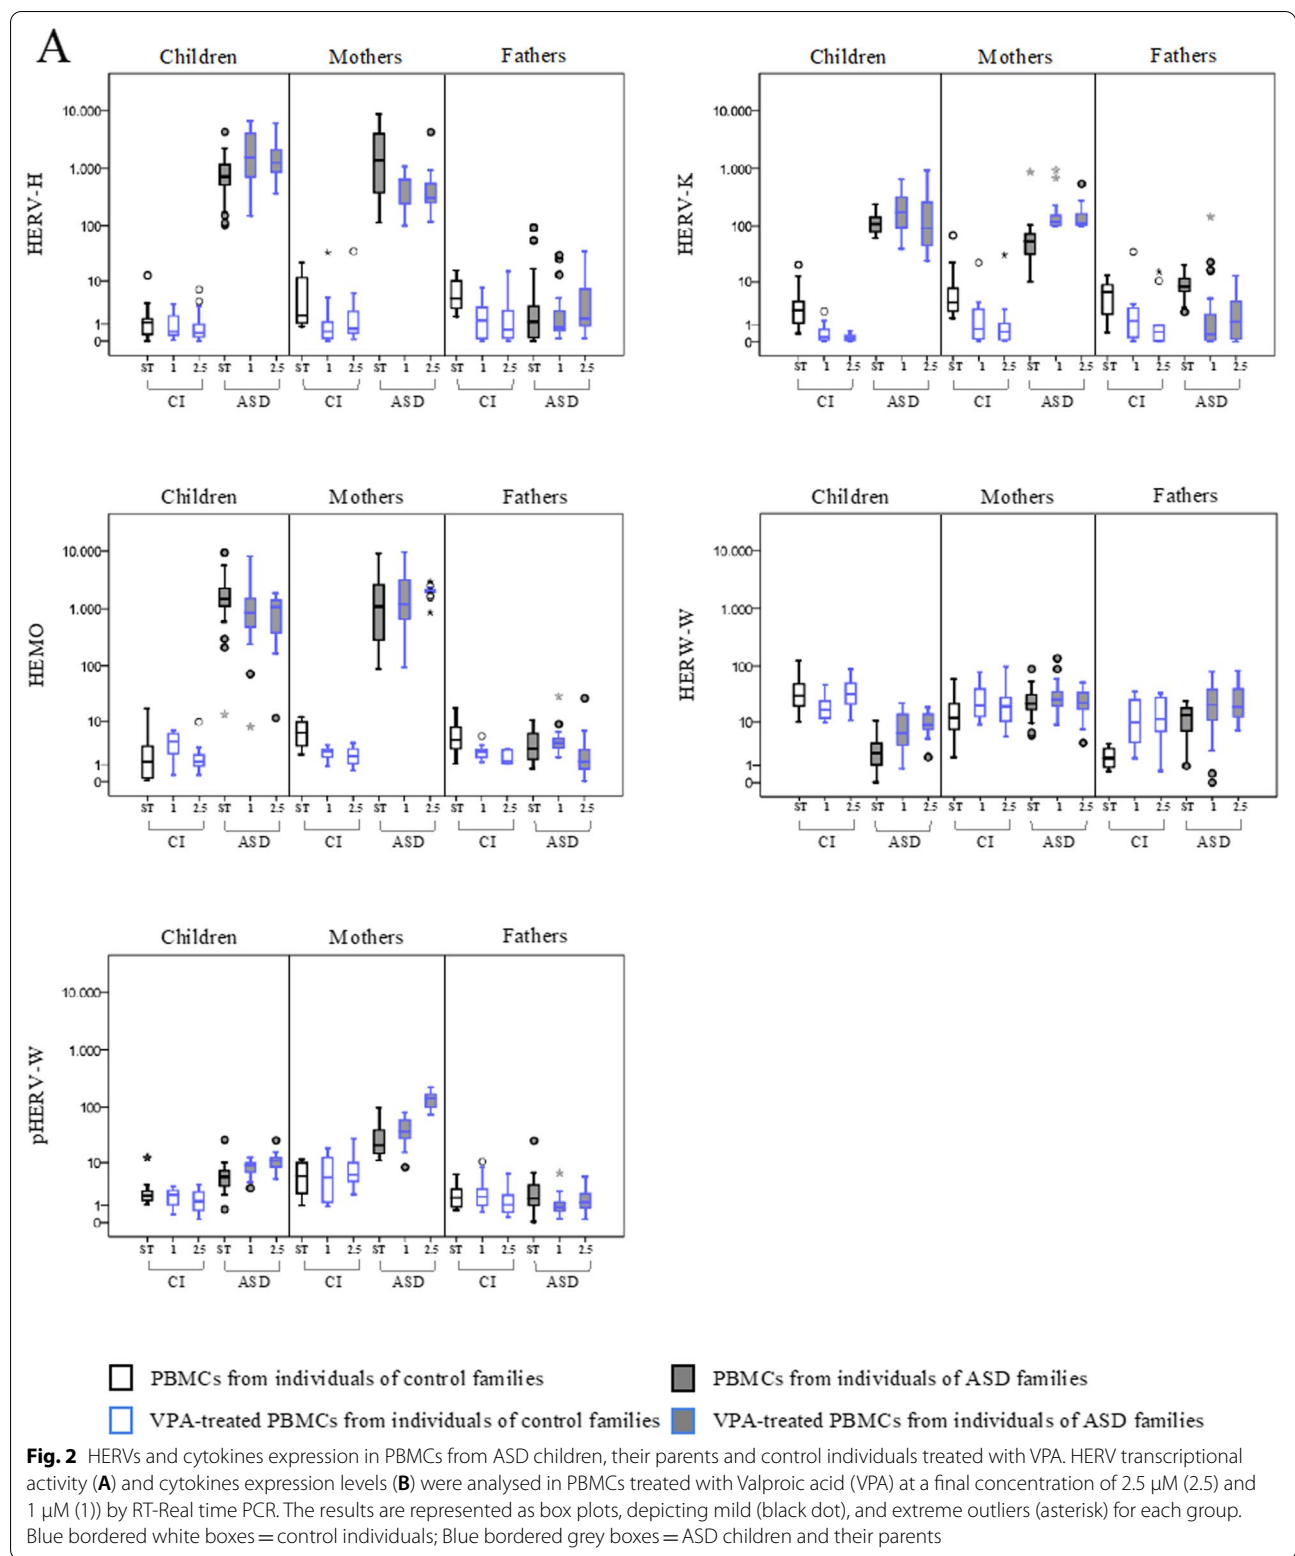 A
Children Mothers Fathers
HERV-H
10.000
1.000
100
10
1
0
ST 1 2.5 ST 1 2.5 ST 1 2.5 ST 1 2.5 ST 1 2.5 ST 1 2.5
CI ASD CI ASD CI ASD
Children Mothers Fathers
HERV-K
10.000
1.000
100
10
1
0
ST 1 2.5 ST 1 2.5 ST 1 2.5 ST 1 2.5 ST 1 2.5 ST 1 2.5
CI ASD CI ASD CI ASD
Children Mothers Fathers
HEMO
10.000
1.000
100
10
1
0
ST 1 2.5 ST 1 2.5 ST 1 2.5 ST 1 2.5 ST 1 2.5 ST 1 2.5
CI ASD CI ASD CI ASD
Children Mothers Fathers
HERW-W
10.000
1.000
100
10
1
0
ST 1 2.5 ST 1 2.5 ST 1 2.5 ST 1 2.5 ST 1 2.5 ST 1 2.5
CI ASD CI ASD CI ASD
Children Mothers Fathers
pHERV-W
10.000
1.000
100
10
1
0
ST 1 2.5 ST 1 2.5 ST 1 2.5 ST 1 2.5 ST 1 2.5 ST 1 2.5
CI ASD CI ASD CI ASD
PBMCs from individuals of control families
PBMCs from individuals of ASD families
VPA-treated PBMCs from individuals of control families
VPA-treated PBMCs from individuals of ASD families
Fig. 2 HERVs and cytokines expression in PBMCs from ASD children, their parents and control individuals treated with VPA. HERV transcriptional
activity (A) and cytokines expression levels (B) were analysed in PBMCs treated with Valproic acid (VPA) at a final concentration of 2.5 µM (2.5) and
1 µM (1)) by RT-Real time PCR. The results are represented as box plots, depicting mild (black dot), and extreme outliers (asterisk) for each group.
Blue bordered white boxes = control individuals; Blue bordered grey boxes = ASD children and their parents